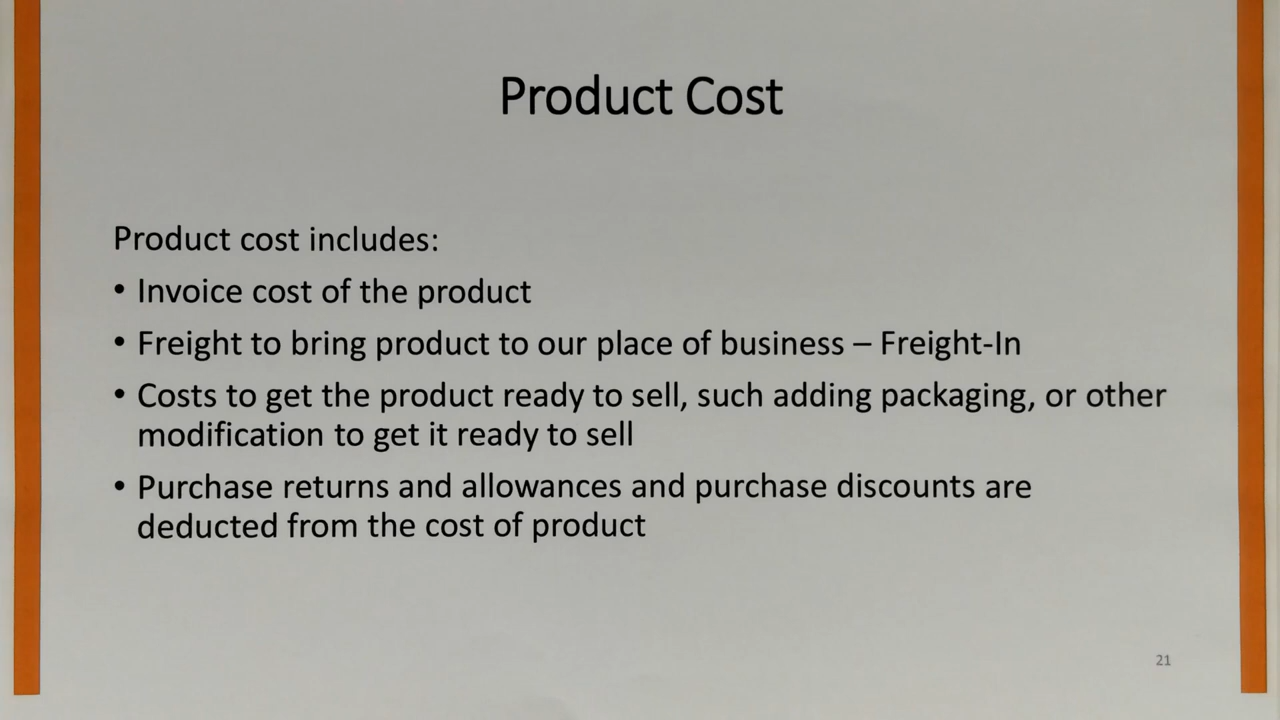 Product Cost
Product cost includes:
• Invoice cost of the product
• Freight to bring product to our place of business – Freight-In
• Costs to get the product ready to sell, such adding packaging, or other
modification to get it ready to sell
• Purchase returns and allowances and purchase discounts are
deducted from the cost of product
21